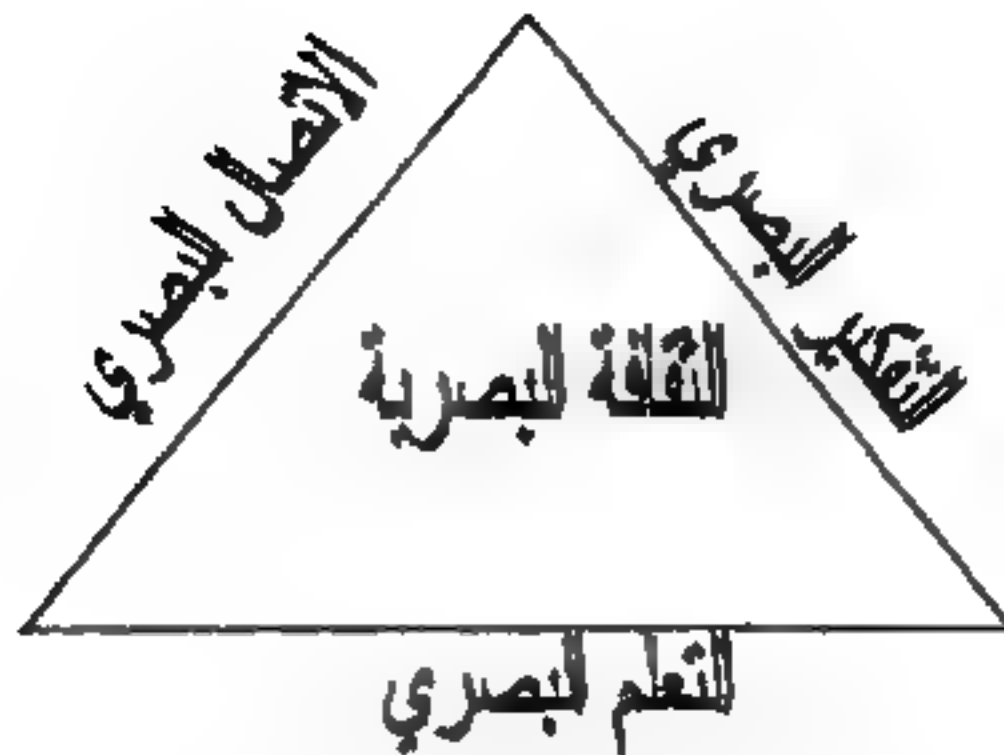 الاتصال البصري
التفكير البصري
الثقافة البصرية
التعلم البصري